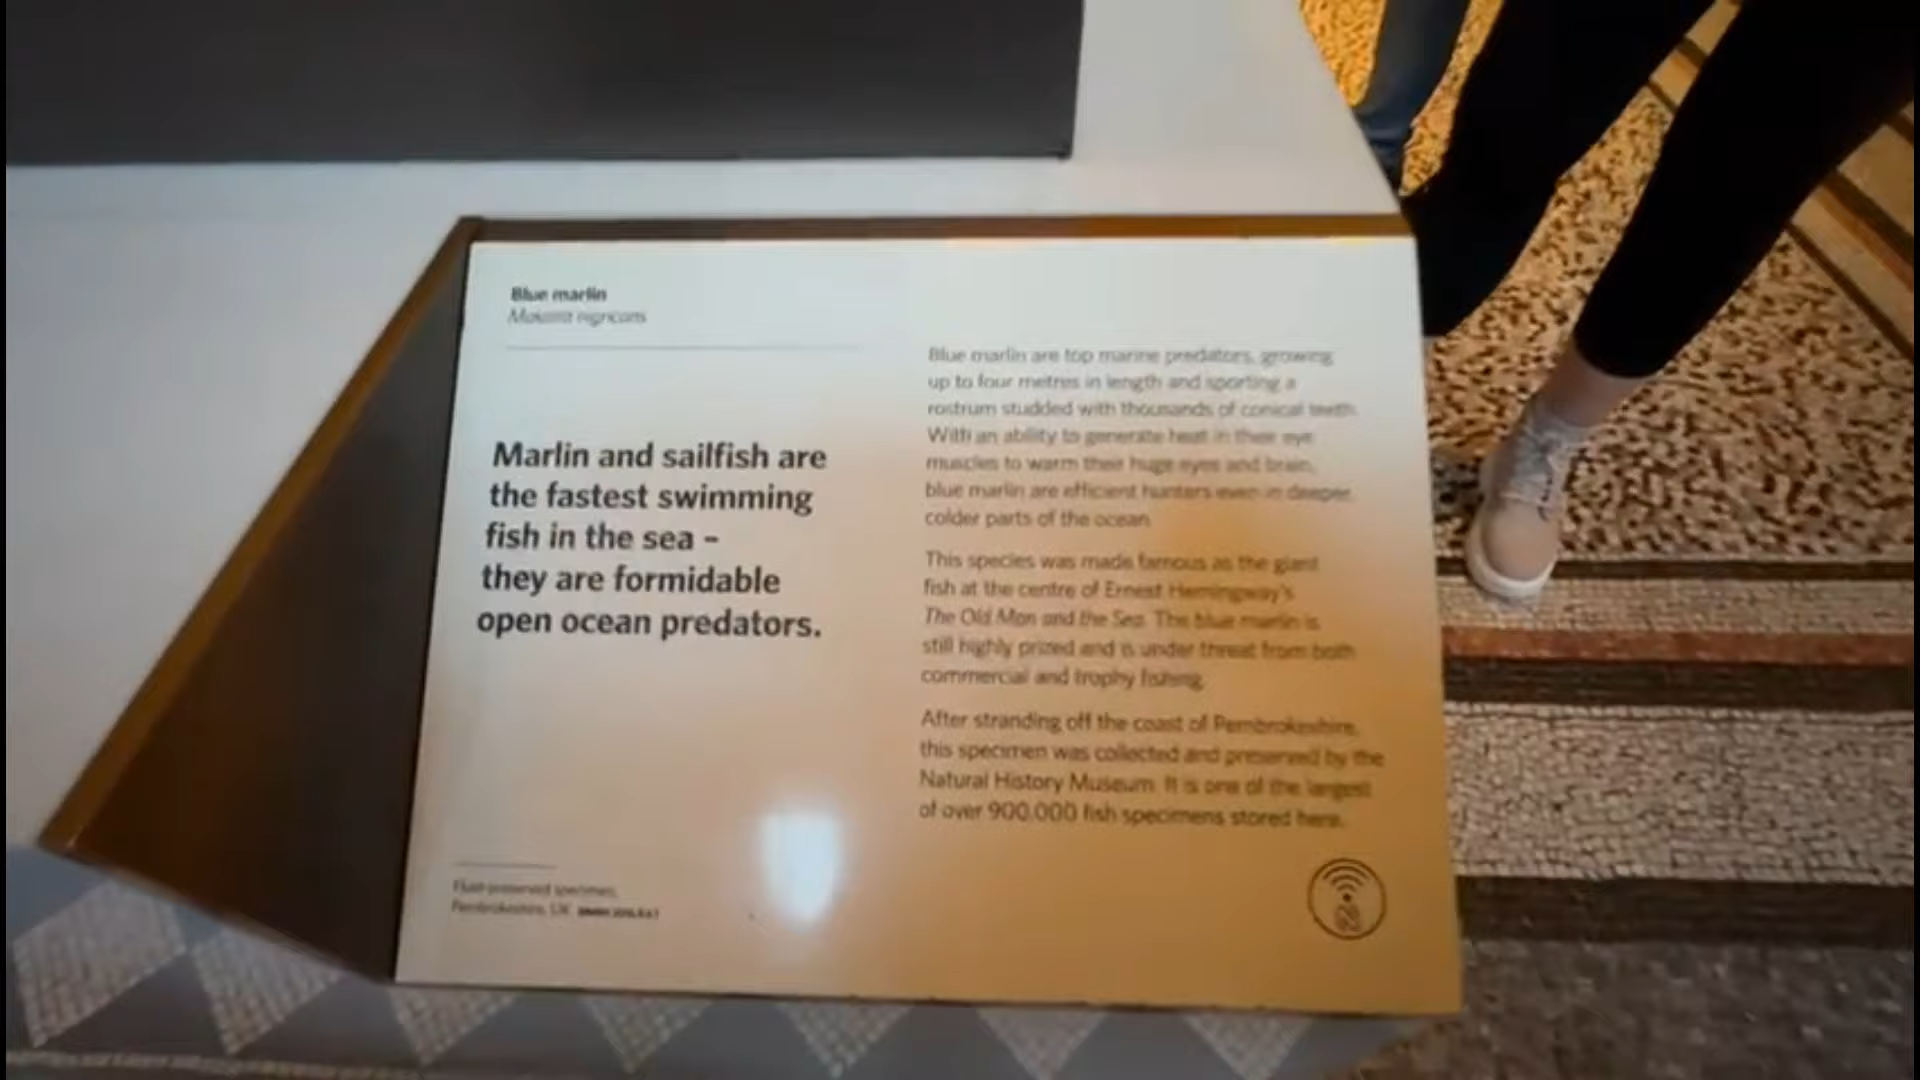 Blue marlin
Makaira nigricans
Marlin and sailfish are
the fastest swimming
fish in the sea –
they are formidable
open ocean predators.
Blue marlin are top marine predators, growing
up to four metres in length and sporting a
rostrum studded with thousands of conical teeth.
With an ability to generate heat in their eye
muscles to warm their huge eyes and brain,
blue marlin are efficient hunters even in deeper,
colder parts of the ocean.
This species was made famous as the giant
fish at the centre of Ernest Hemingway's
The Old Man and the Sea. The blue marlin is
still highly prized and is under threat from both
commercial and trophy fishing.
After stranding off the coast of Pembrokeshire,
this specimen was collected and preserved by the
Natural History Museum. It is one of the largest
of over 900,000 fish specimens stored here.
Fluid-preserved specimen,
Pembrokeshire, UK